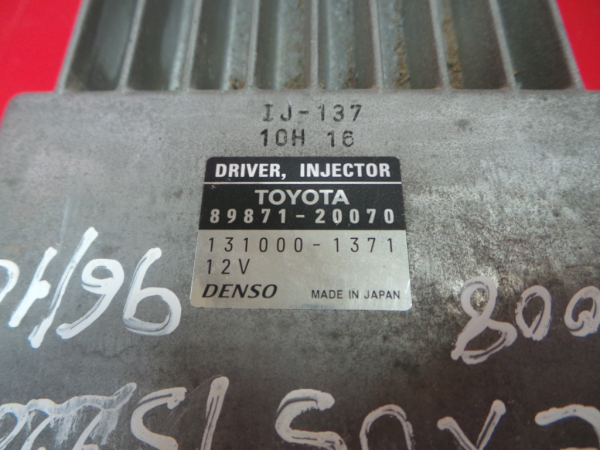 IJ-137
10H 16
DRIVER, INJECTOR
TOYOTA
89871-20070
131000-1371
12V
DENSO MADE IN JAPAN